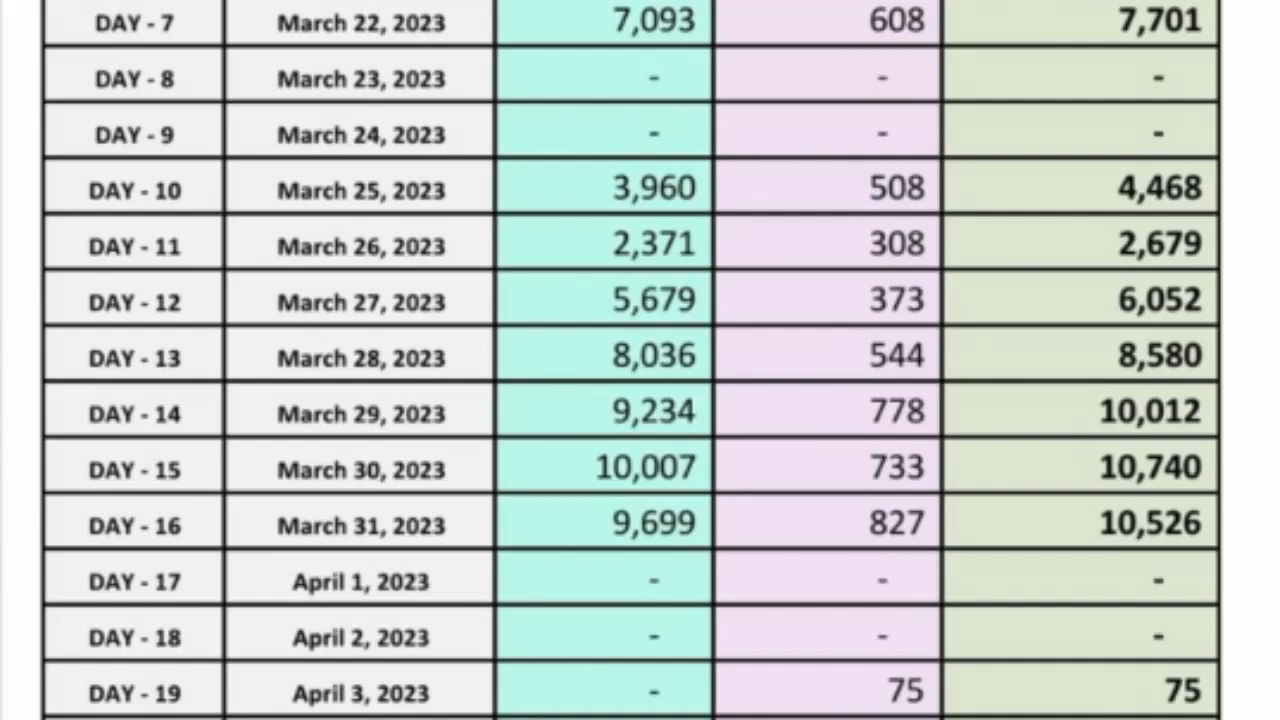 DAY - 7 March 22, 2023 7,093 608 7,701
DAY - 8 March 23, 2023 - - -
DAY - 9 March 24, 2023 - - -
DAY - 10 March 25, 2023 3,960 508 4,468
DAY - 11 March 26, 2023 2,371 308 2,679
DAY - 12 March 27, 2023 5,679 373 6,052
DAY - 13 March 28, 2023 8,036 544 8,580
DAY - 14 March 29, 2023 9,234 778 10,012
DAY - 15 March 30, 2023 10,007 733 10,740
DAY - 16 March 31, 2023 9,699 827 10,526
DAY - 17 April 1, 2023 - - -
DAY - 18 April 2, 2023 - - -
DAY - 19 April 3, 2023 - 75 75